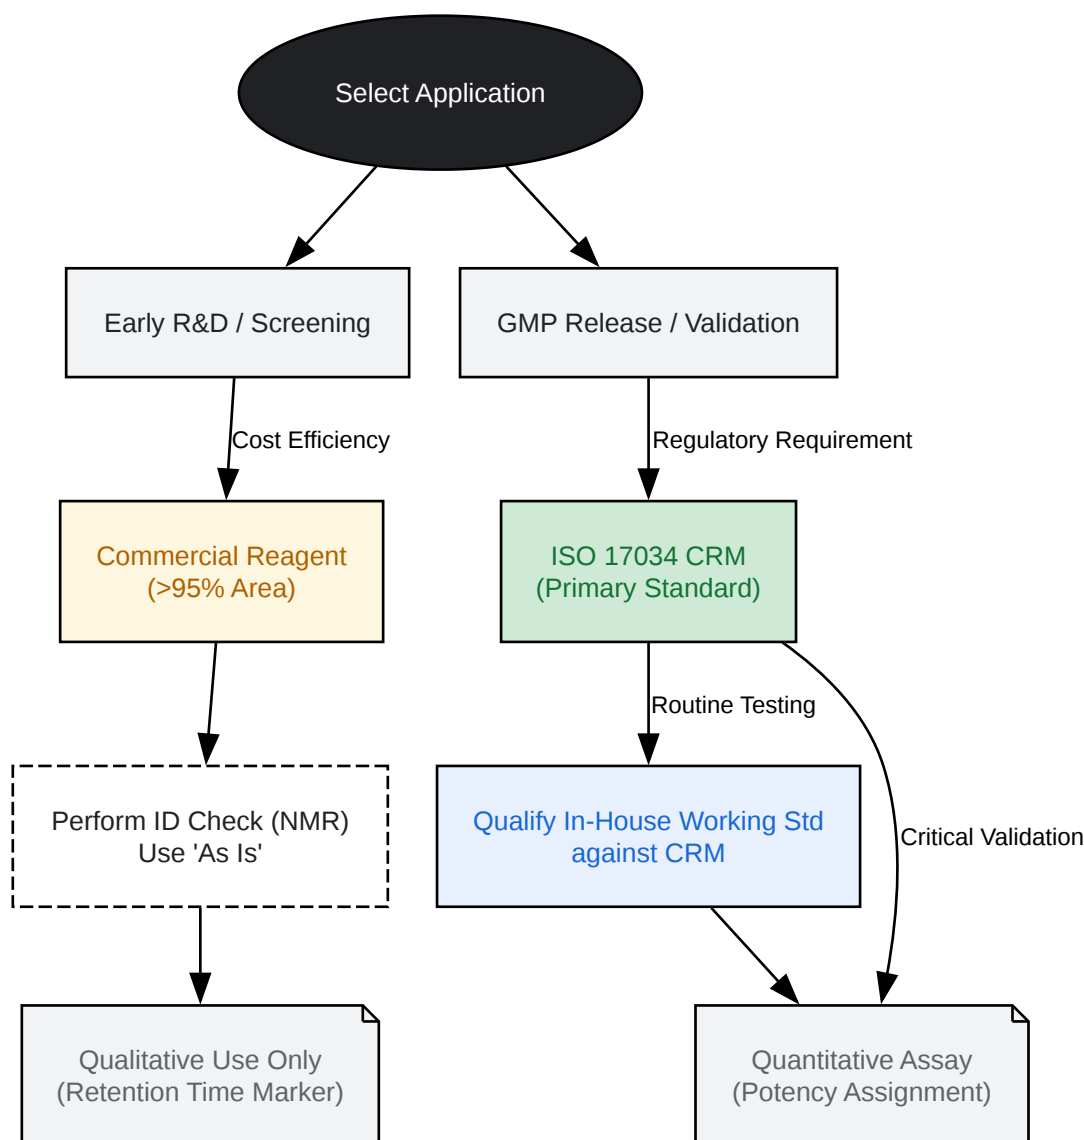 Select Application
Early R&D / Screening
GMP Release / Validation
Cost Efficiency
Regulatory Requirement
Commercial Reagent
(>95% Area)
ISO 17034 CRM
(Primary Standard)
Routine Testing
Perform ID Check (NMR)
Use 'As Is'
Qualify In-House Working Std
against CRM
Critical Validation
Qualitative Use Only
(Retention Time Marker)
Quantitative Assay
(Potency Assignment)